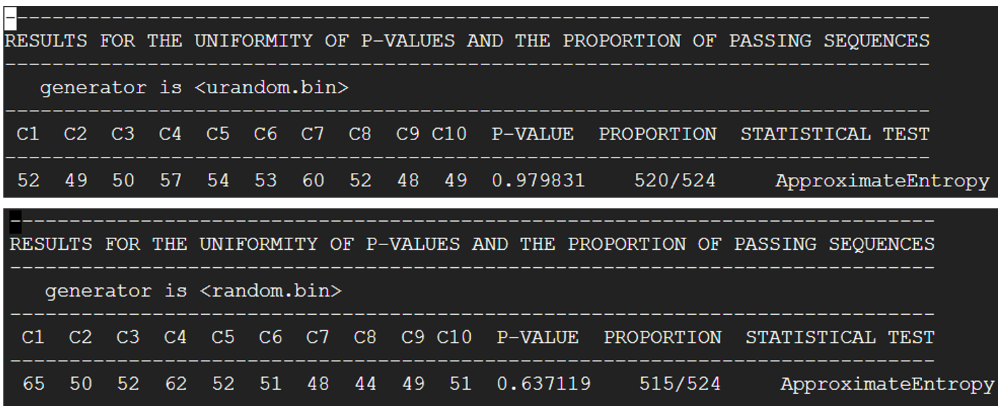 --------------------------------------------------------------------------------
RESULTS FOR THE UNIFORMITY OF P-VALUES AND THE PROPORTION OF PASSING SEQUENCES
--------------------------------------------------------------------------------
generator is <urandom.bin>
--------------------------------------------------------------------------------
C1 C2 C3 C4 C5 C6 C7 C8 C9 C10 P-VALUE PROPORTION STATISTICAL TEST
--------------------------------------------------------------------------------
52 49 50 57 54 53 60 52 48 49 0.979831 520/524 ApproximateEntropy
--------------------------------------------------------------------------------
RESULTS FOR THE UNIFORMITY OF P-VALUES AND THE PROPORTION OF PASSING SEQUENCES
--------------------------------------------------------------------------------
generator is <random.bin>
--------------------------------------------------------------------------------
C1 C2 C3 C4 C5 C6 C7 C8 C9 C10 P-VALUE PROPORTION STATISTICAL TEST
--------------------------------------------------------------------------------
65 50 52 62 52 51 48 44 49 51 0.637119 515/524 ApproximateEntropy